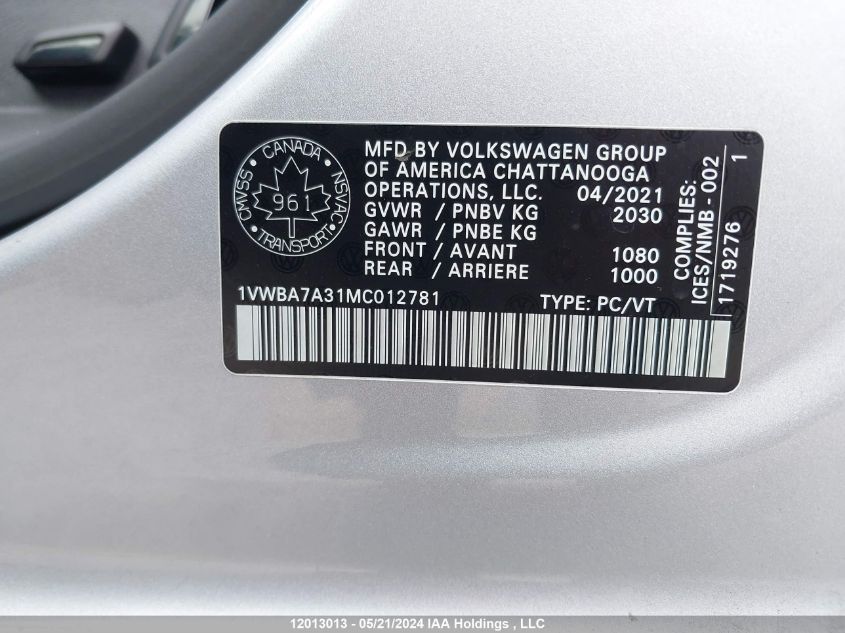 CANADA
CMVSS
961
NSVAC
TRANSPORT
MFD BY VOLKSWAGEN GROUP
OF AMERICA CHATTANOOGA
OPERATIONS, LLC. 04/2021
GVWR / PNBV KG 2030
GAWR / PNBE KG
FRONT / AVANT 1080
REAR / ARRIERE 1000
1VWBA7A31MC012781 TYPE: PC/VT
COMPLIES:
ICES/NMB-002
1719276 1
12013013 - 05/21/2024 IAA Holdings , LLC